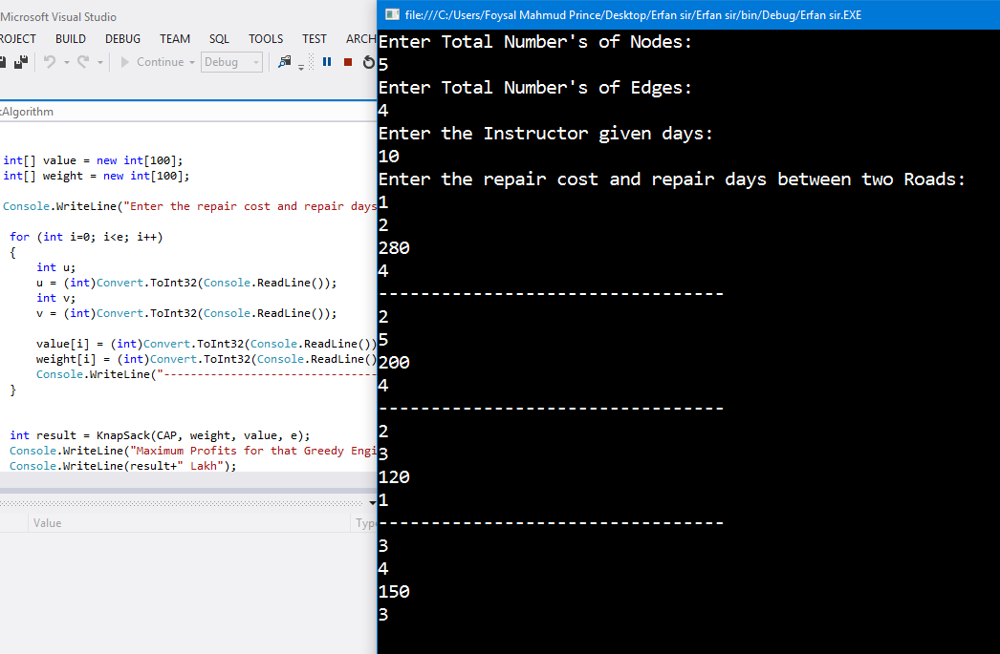 Microsoft Visual Studio
ROJECT BUILD DEBUG TEAM SQL TOOLS TEST ARCH
Continue Debug
:Algorithm
int[] value = new int[100];
int[] weight = new int[100];
Console.WriteLine("Enter the repair cost and repair days
for (int i=0; i<e; i++)
{
int u;
u = (int)Convert.ToInt32(Console.ReadLine());
int v;
v = (int)Convert.ToInt32(Console.ReadLine());
value[i] = (int)Convert.ToInt32(Console.ReadLine())
weight[i] = (int)Convert.ToInt32(Console.ReadLine()
Console.WriteLine("-------------------------------
}
int result = KnapSack(CAP, weight, value, e);
Console.WriteLine("Maximum Profits for that Greedy Engi
Console.WriteLine(result+" Lakh");
Value Typ
file:///C:/Users/Foysal Mahmud Prince/Desktop/Erfan sir/Erfan sir/bin/Debug/Erfan sir.EXE
Enter Total Number's of Nodes:
5
Enter Total Number's of Edges:
4
Enter the Instructor given days:
10
Enter the repair cost and repair days between two Roads:
1
2
280
4
---------------------------------
2
5
200
4
---------------------------------
2
3
120
1
---------------------------------
3
4
150
3